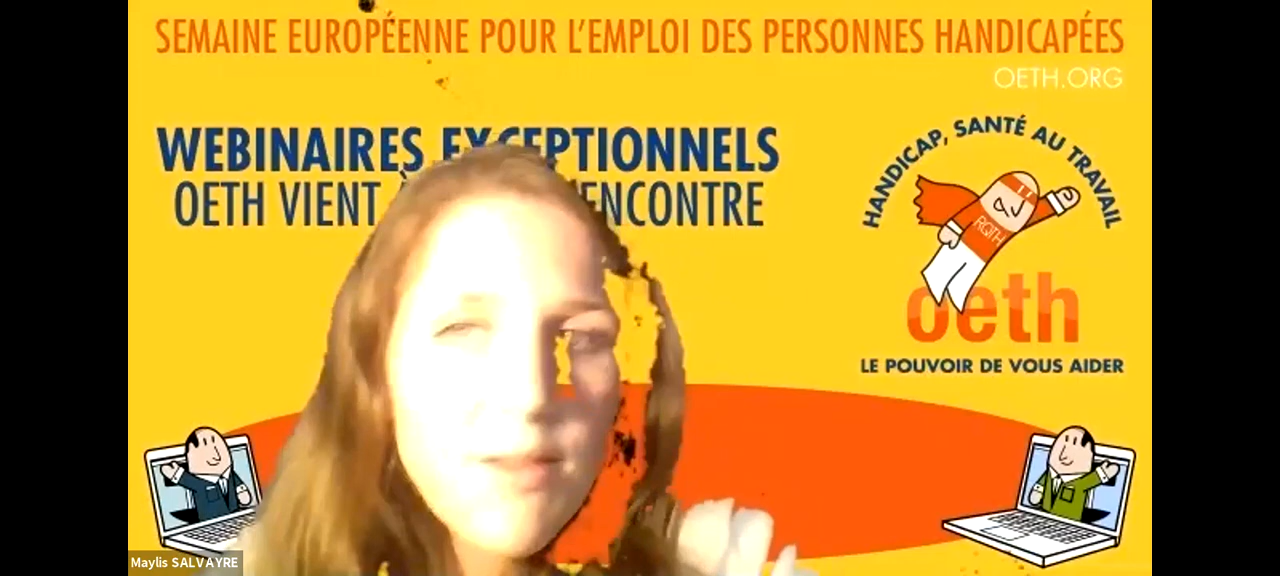 SEMAINE EUROPÉENNE POUR L'EMPLOI DES PERSONNES HANDICAPÉES
OETH.ORG
WEBINAIRES EXCEPTIONNELS
OETH VIENT
HANDICAP, SANTÉ AU TRAVAIL
RQTH
oeth
LE POUVOIR DE VOUS AIDER
Maylis SALVAYRE